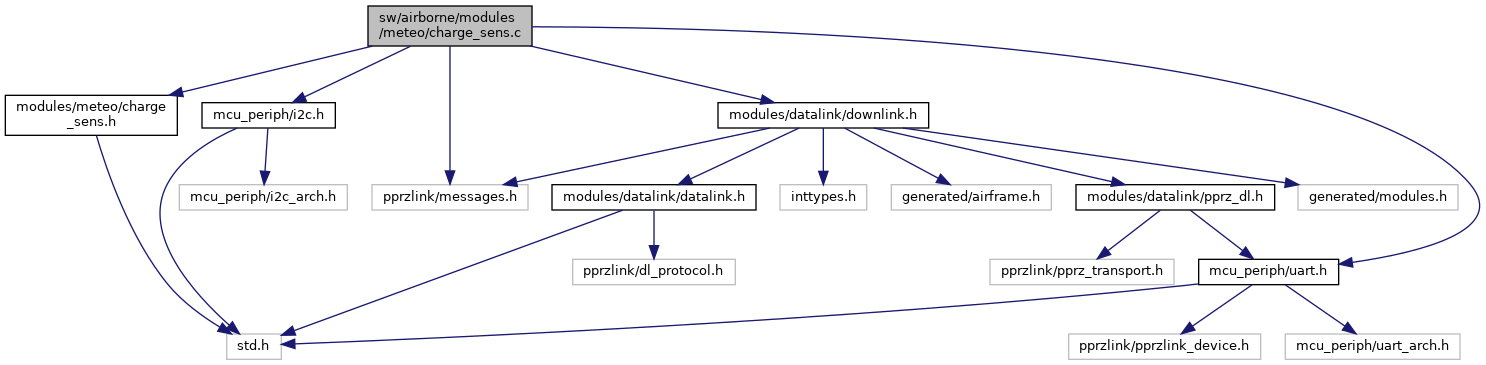 sw/airborne/modules
/meteo/charge_sens.c
modules/meteo/charge
_sens.h
mcu_periph/i2c.h
modules/datalink/downlink.h
mcu_periph/i2c_arch.h
pprzlink/messages.h
modules/datalink/datalink.h
inttypes.h
generated/airframe.h
modules/datalink/pprz_dl.h
generated/modules.h
pprzlink/dl_protocol.h
pprzlink/pprz_transport.h
mcu_periph/uart.h
std.h
pprzlink/pprzlink_device.h
mcu_periph/uart_arch.h